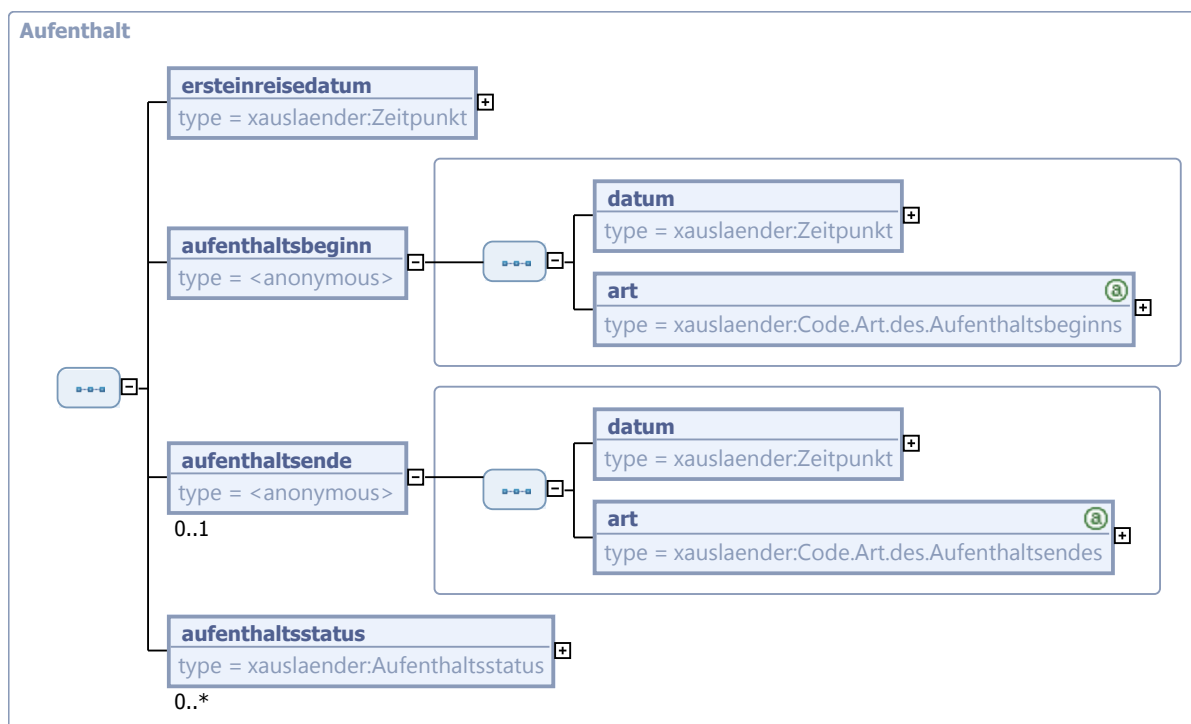 Aufenthalt
ersteinreisedatum
type = xauslaender:Zeitpunkt
aufenthaltsbeginn
type = <anonymous>
datum
type = xauslaender:Zeitpunkt
art
a
type = xauslaender:Code.Art.des.Aufenthaltsbeginns
aufenthaltsende
type = <anonymous>
0..1
datum
type = xauslaender:Zeitpunkt
art
a
type = xauslaender:Code.Art.des.Aufenthaltsendes
aufenthaltsstatus
type = xauslaender:Aufenthaltsstatus
0..*